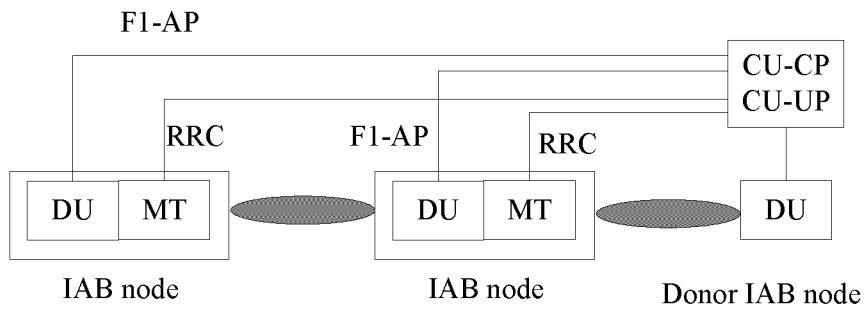 F1-AP
CU-CP
CU-UP
RRC
F1-AP
RRC
DU
MT
DU
MT
DU
IAB node
IAB node
Donor IAB node